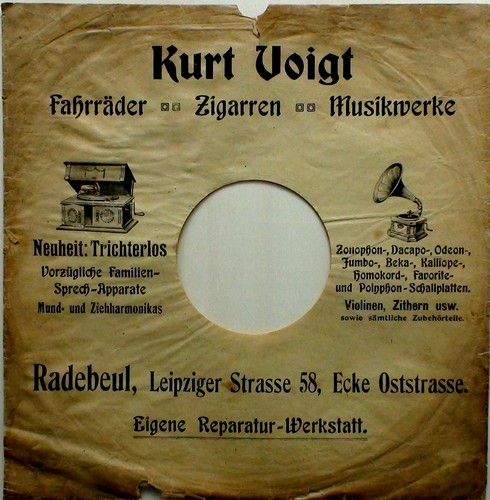 Kurt Voigt
Fahrräder Zigarren Musikwerke
Neuheit: Trichterlos
Vorzügliche Familien-
Sprech-Apparate
Mund- und Ziehharmonikas
Zonophon-, Dacapo-, Odeon-,
Jumbo-, Beka-, Kalliope-,
Homokord-, Favorite-
und Polyphon-Schallplatten.
Violinen, Zithern usw.
sowie sämtliche Zubehörteile.
Radebeul, Leipziger Strasse 58, Ecke Oststrasse.
Eigene Reparatur-Werkstatt.